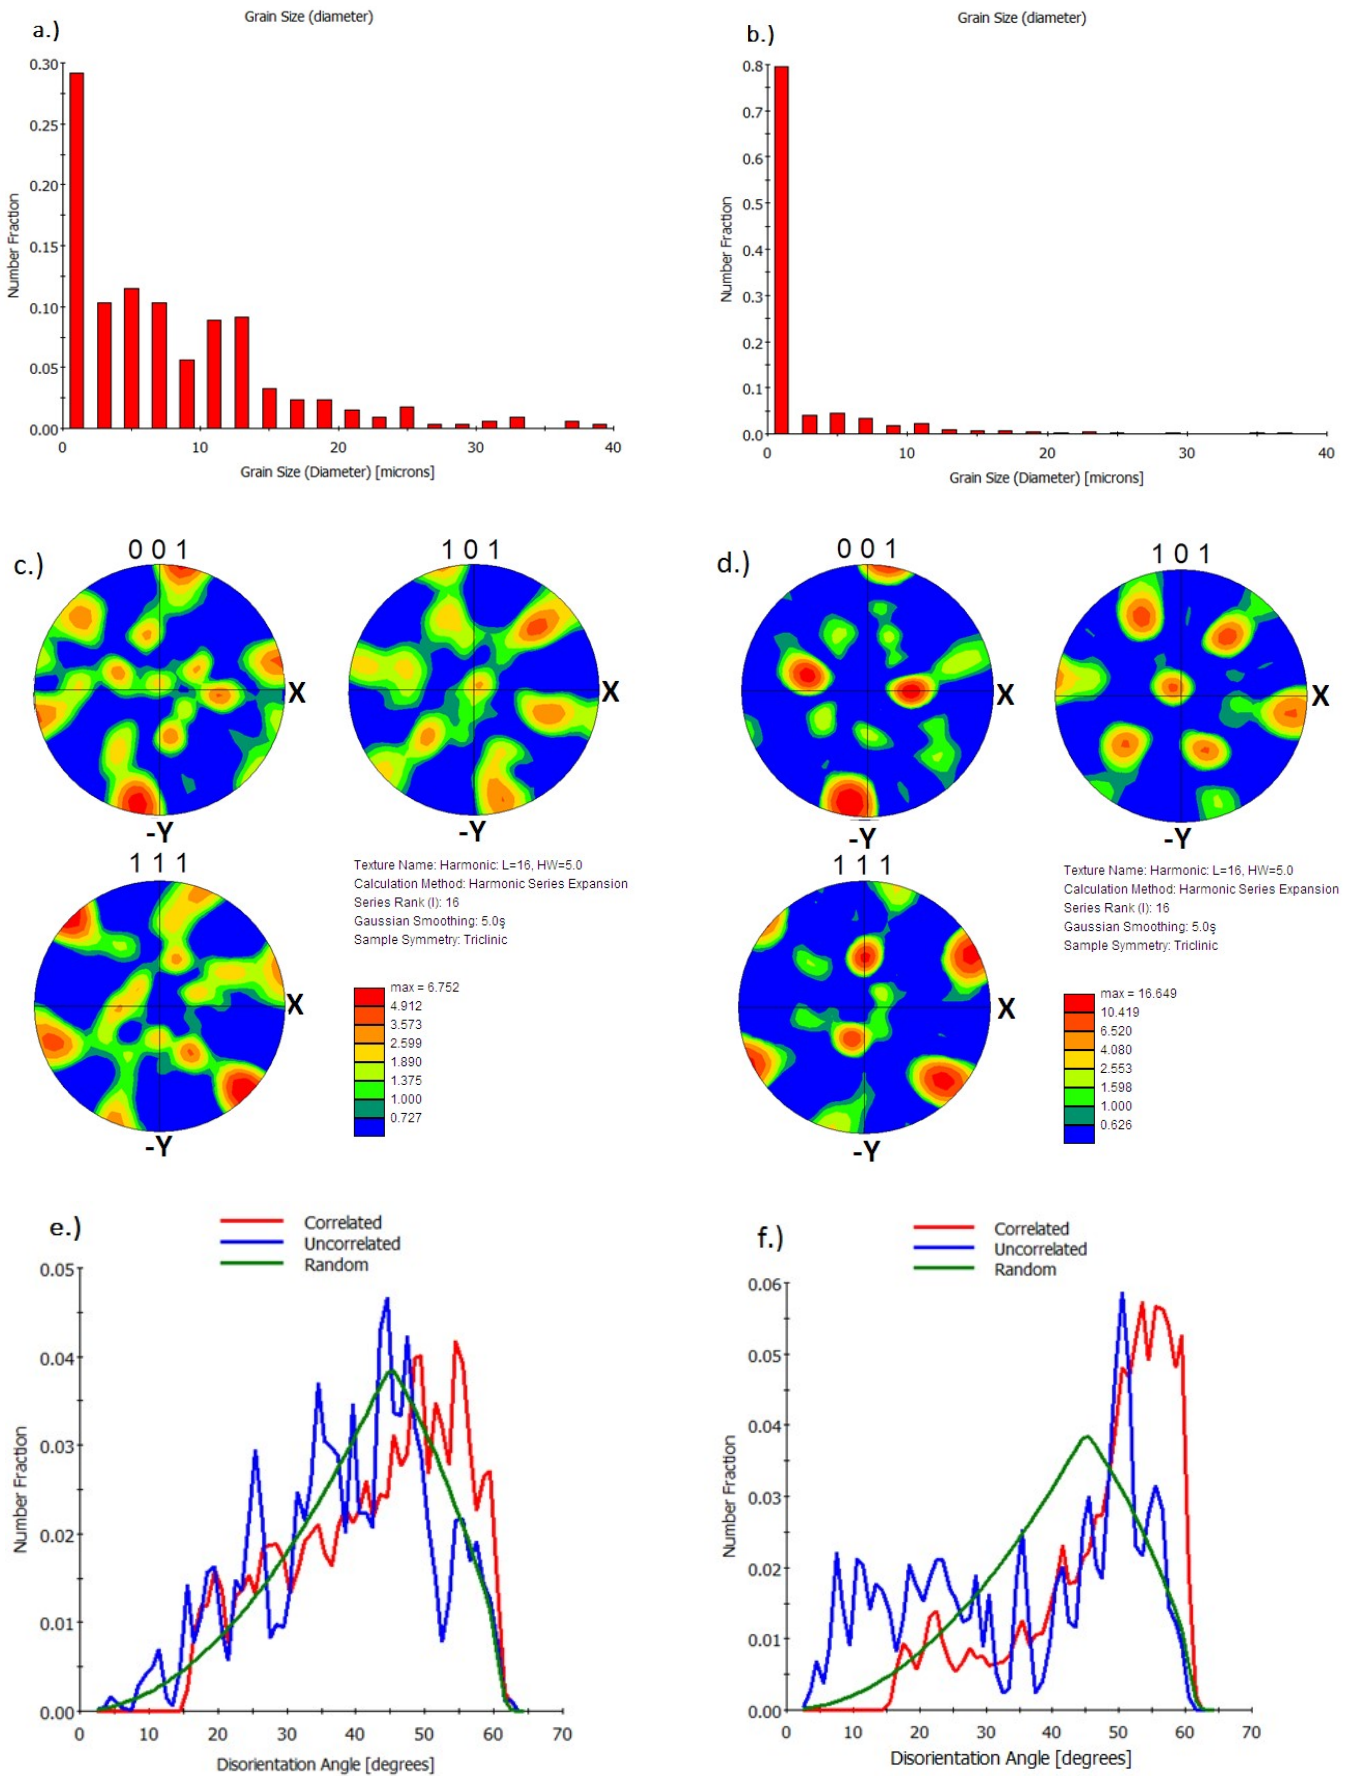 Grain Size (diameter)
a.)
0.30
0.25
0.20
0.15
0.10
0.05
0.00
Number Fraction
0 10 20 30 40
Grain Size (Diameter) [microns]
Grain Size (diameter)
b.)
0.8
0.7
0.6
0.5
0.4
0.3
0.2
0.1
0.0
Number Fraction
0 10 20 30 40
Grain Size (Diameter) [microns]
c.)
0 0 1
X
-Y
1 0 1
X
-Y
1 1 1
X
-Y
Texture Name: Harmonic: L=16, HW=5.0
Calculation Method: Harmonic Series Expansion
Series Rank (l): 16
Gaussian Smoothing: 5.0ş
Sample Symmetry: Triclinic
max = 6.752
4.912
3.573
2.599
1.890
1.375
1.000
0.727
d.)
0 0 1
X
-Y
1 0 1
X
-Y
1 1 1
X
-Y
Texture Name: Harmonic: L=16, HW=5.0
Calculation Method: Harmonic Series Expansion
Series Rank (l): 16
Gaussian Smoothing: 5.0ş
Sample Symmetry: Triclinic
max = 16.649
10.419
6.520
4.080
2.553
1.598
1.000
0.626
e.)
Correlated
Uncorrelated
Random
0.05
0.04
0.03
0.02
0.01
0.00
Number Fraction
0 10 20 30 40 50 60 70
Disorientation Angle [degrees]
f.)
Correlated
Uncorrelated
Random
0.06
0.05
0.04
0.03
0.02
0.01
0.00
Number Fraction
0 10 20 30 40 50 60 70
Disorientation Angle [degrees]